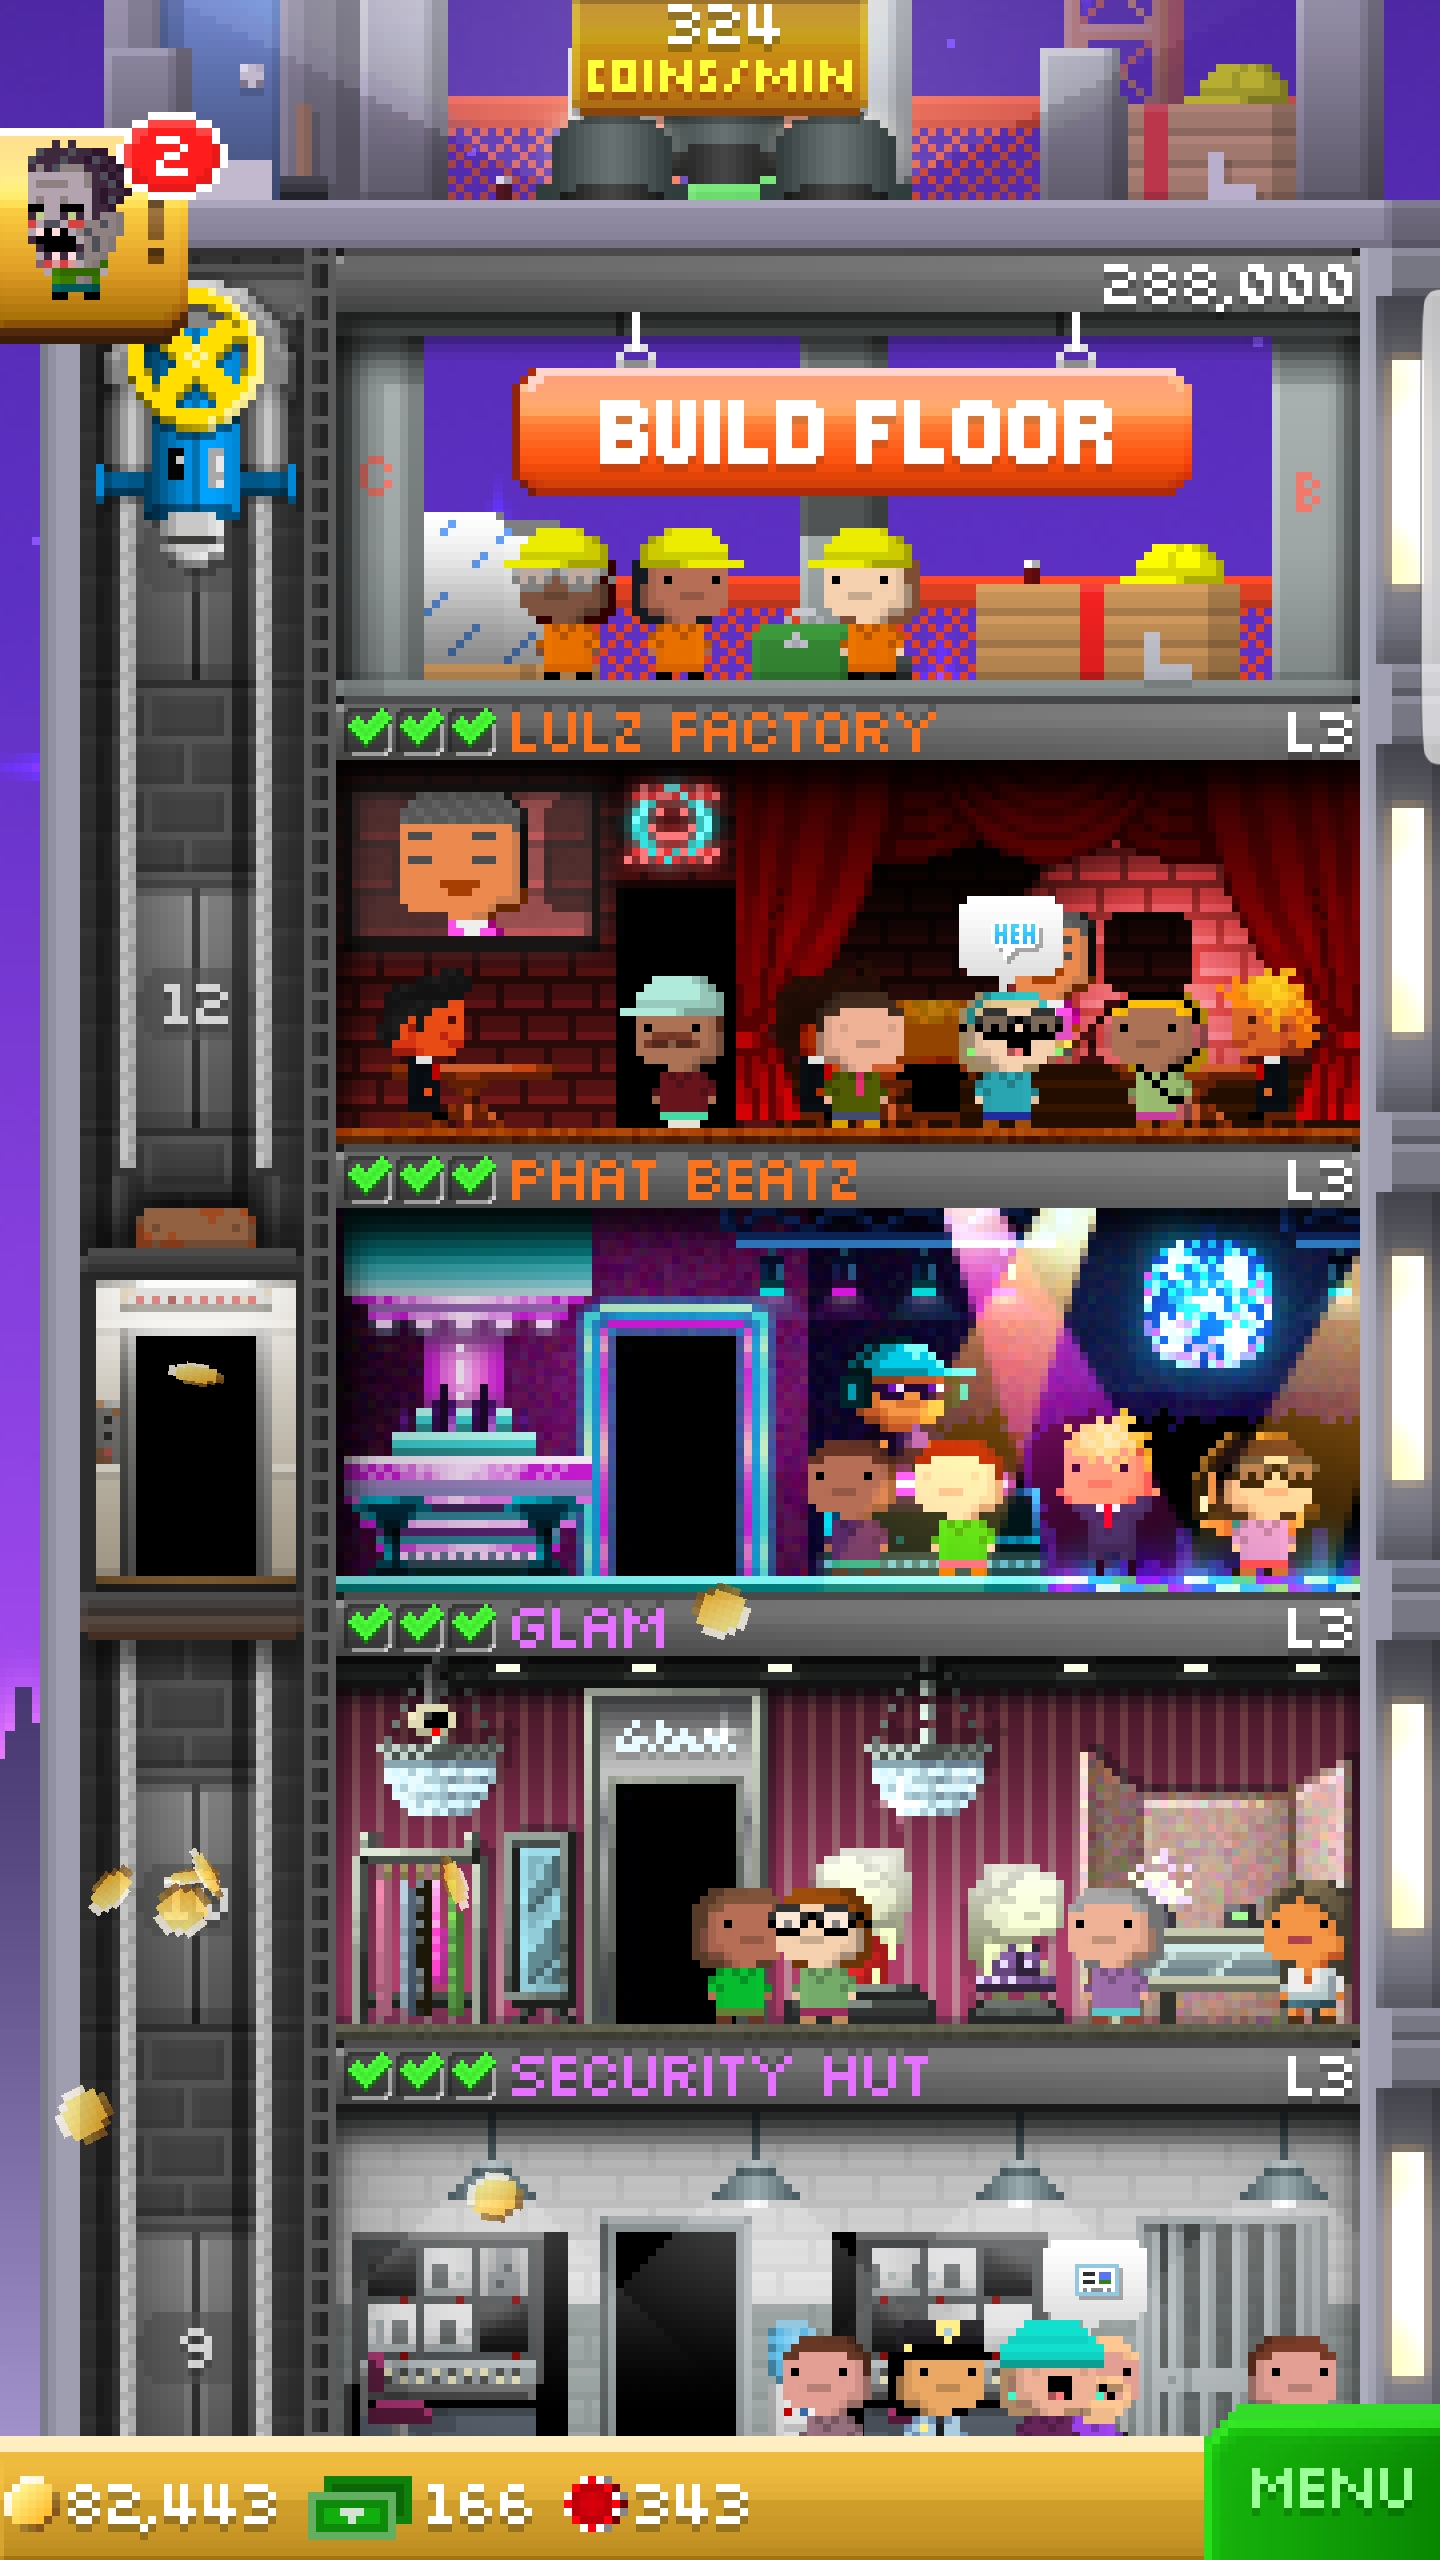 324
COINS/MIN
2
!
288,000
BUILD FLOOR
C
B
LULZ FACTORY L3
HEH
12
PHAT BEATZ L3
GLAM L3
Glam
SECURITY HUT L3
9
82,443 166 343
MENU